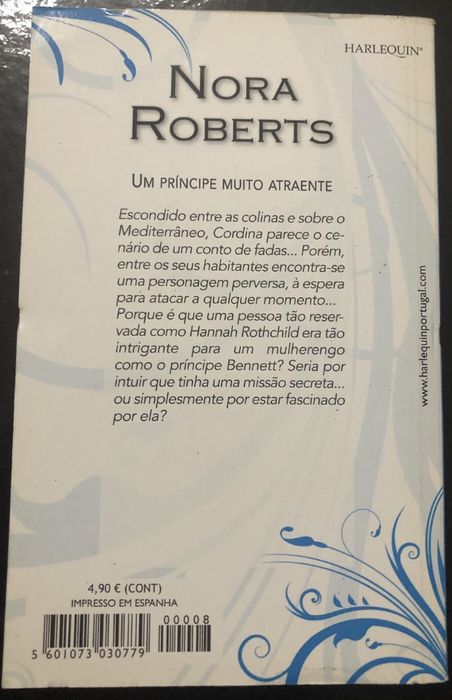 HARLEQUIN®
NORA
ROBERTS
UM PRÍNCIPE MUITO ATRAENTE
Escondido entre as colinas e sobre o
Mediterrâneo, Cordina parece o ce-
nário de um conto de fadas... Porém,
entre os seus habitantes encontra-se
uma personagem perversa, à espera
para atacar a qualquer momento...
Porque é que uma pessoa tão reser-
vada como Hannah Rothchild era tão
intrigante para um mulherengo
como o príncipe Bennett? Seria por
intuir que tinha uma missão secreta...
ou simplesmente por estar fascinado
por ela?
www.harlequinportugal.com
4,90 € (CONT)
IMPRESSO EM ESPANHA
00008
5 601073 030779